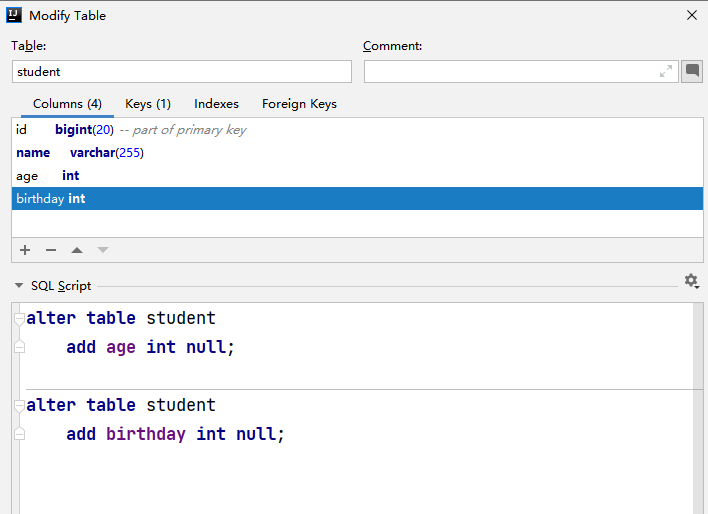 Modify Table
Table: Comment:
student
Columns (4) Keys (1) Indexes Foreign Keys
id bigint(20) -- part of primary key
name varchar(255)
age int
birthday int
SQL Script
alter table student
add age int null;
alter table student
add birthday int null;